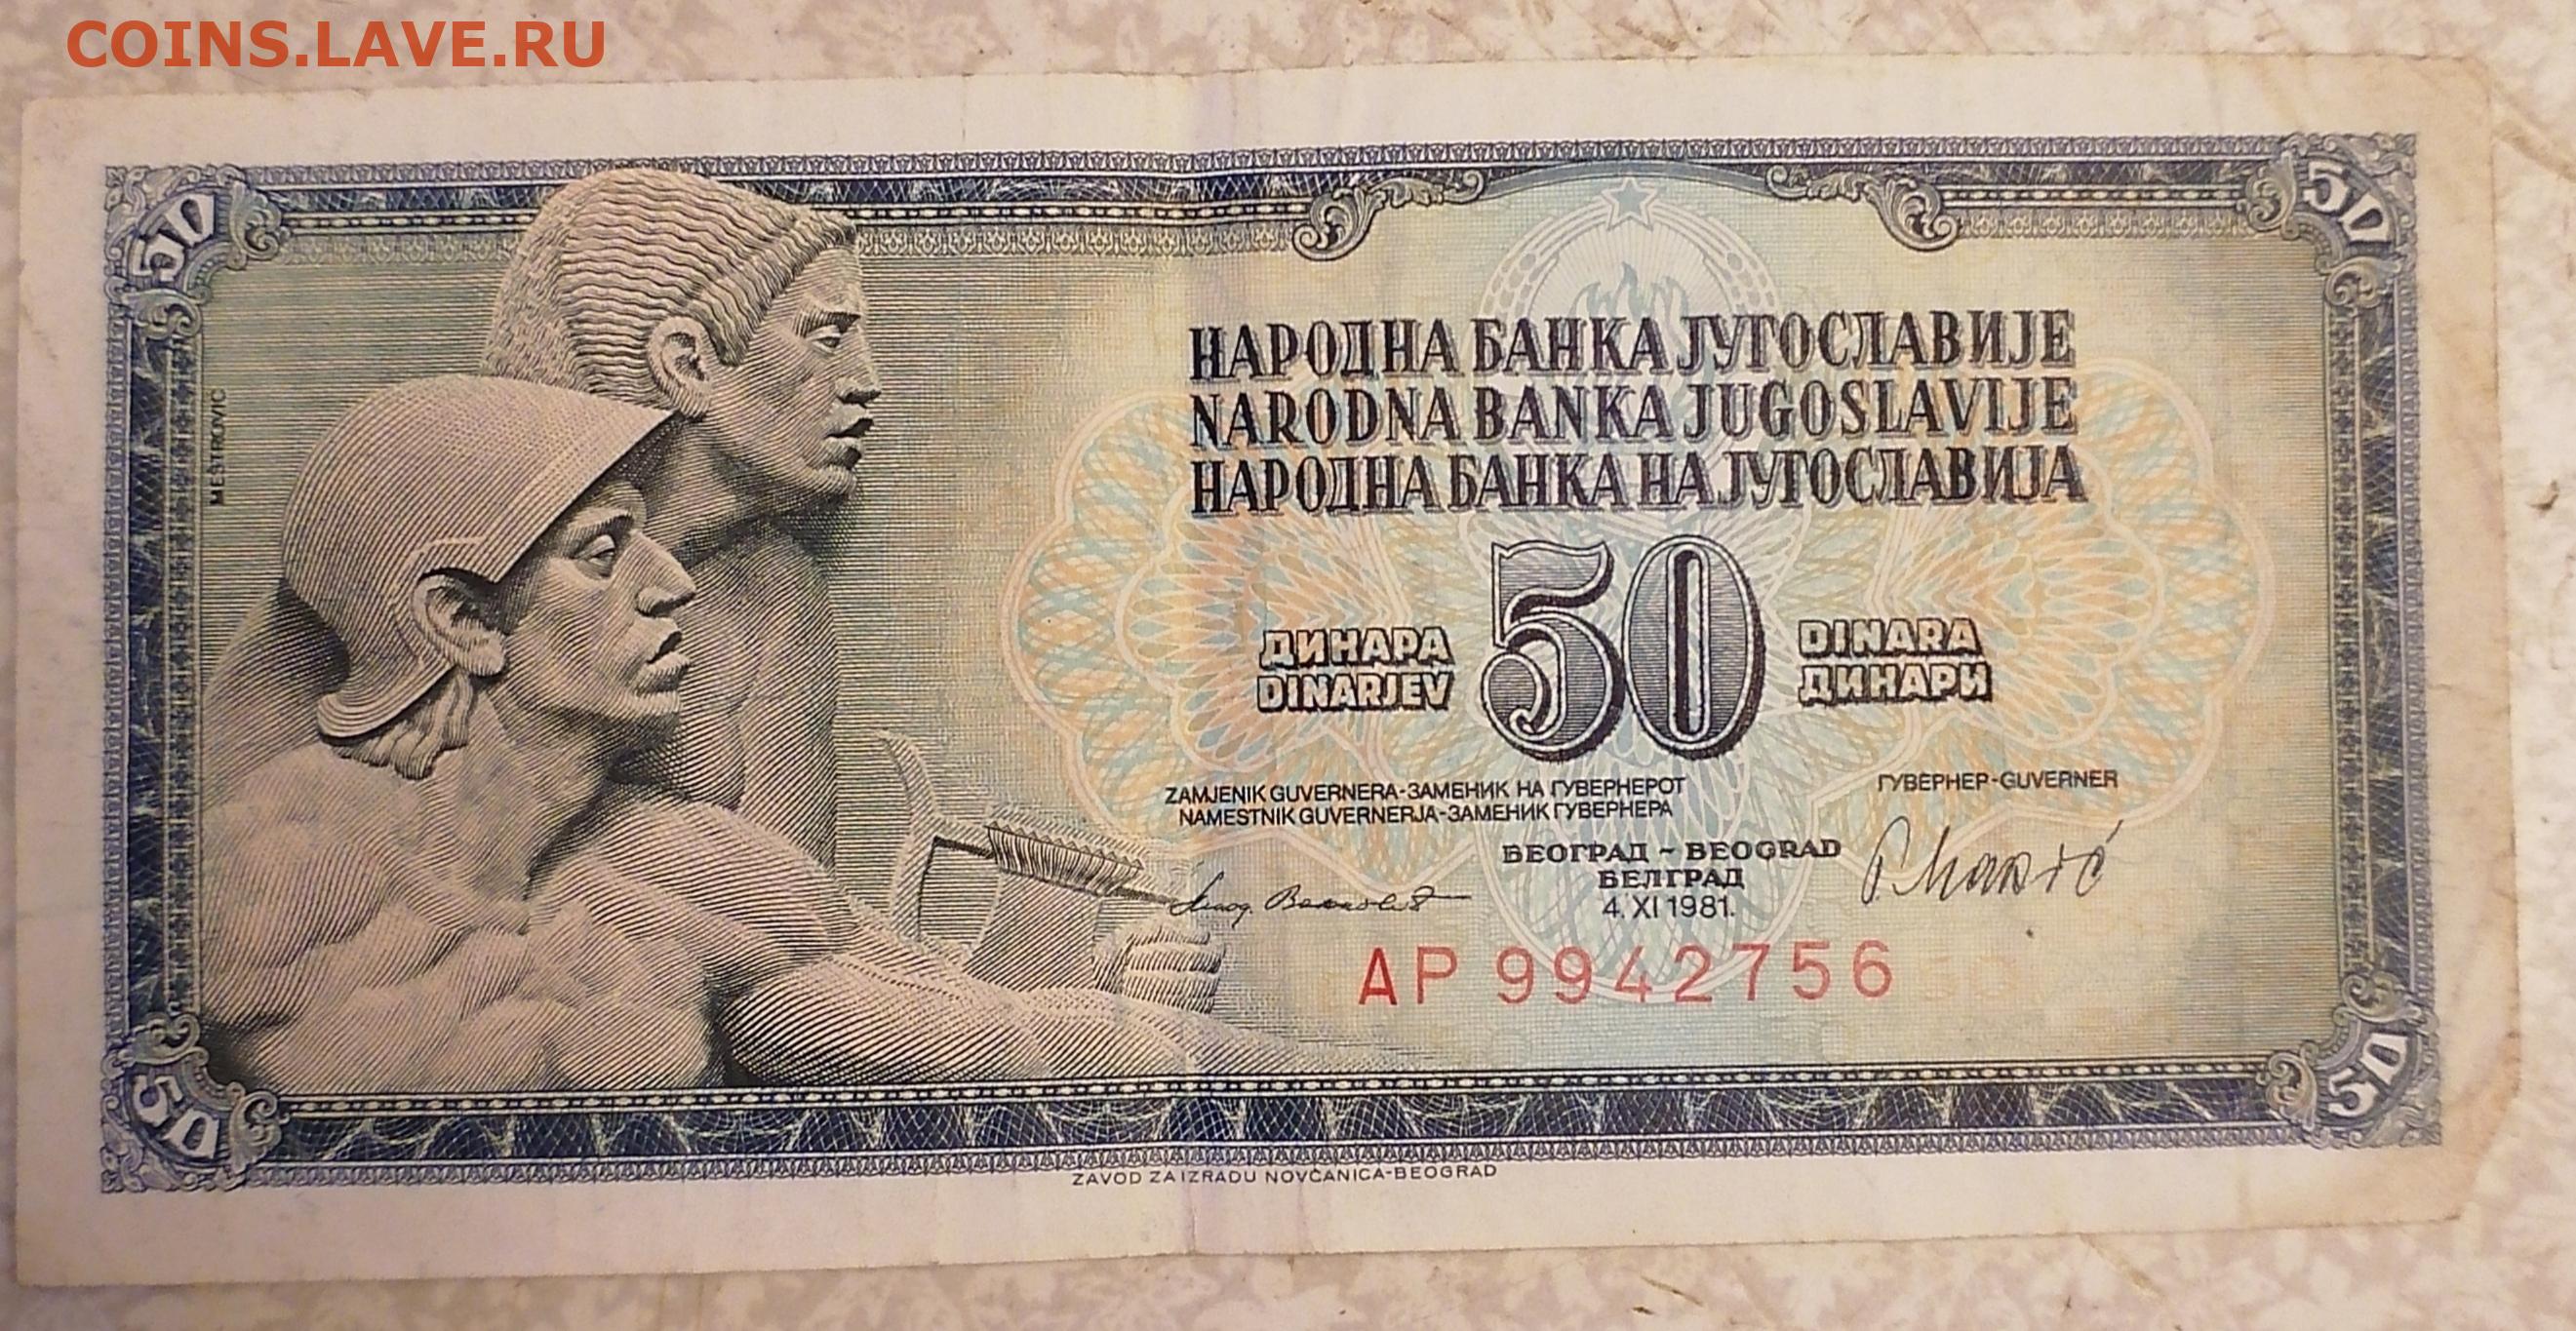 COINS.LAVE.RU
50
50
MEŠTROVIĆ
НАРОДНА БАНКА ЈУГОСЛАВИЈЕ
NARODNA BANKA JUGOSLAVIJE
НАРОДНА БАНКА НА ЈУГОСЛАВИЈА
ДИНАРА 50 DINARA
DINARJEV ДИНАРИ
ZAMJENIK GUVERNERA-ЗАМЕНИК НА ГУВЕРНЕРОТ
NAMESTNIK GUVERNERJA-ЗАМЕНИК ГУВЕРНЕРА
ГУВЕРНЕР-GUVERNER
БЕОГРАД - BEOGRAD
БЕЛГРАД
4. XI 1981.
AP 9942756
50
50
ZAVOD ZA IZRADU NOVČANICA-BEOGRAD